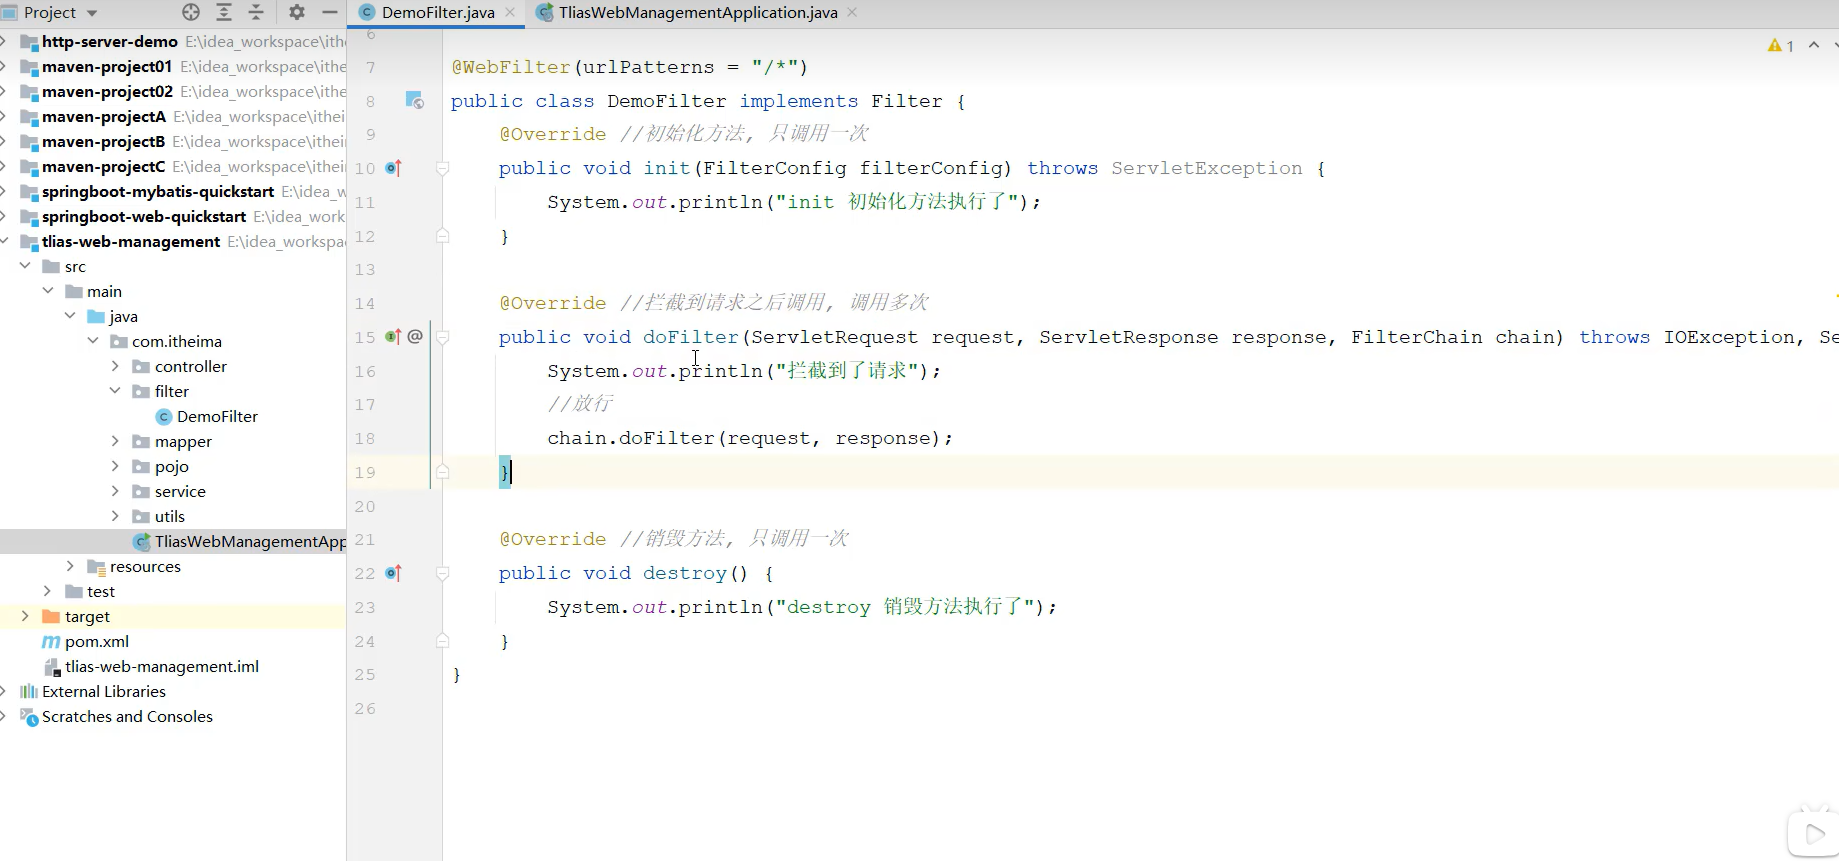 Project
DemoFilter.java
TliasWebManagementApplication.java
http-server-demo E:\idea_workspace\ith
maven-project01 E:\idea_workspace\ithe
maven-project02 E:\idea_workspace\ithe
maven-projectA E:\idea_workspace\ithei
maven-projectB E:\idea_workspace\ithei
maven-projectC E:\idea_workspace\ithei
springboot-mybatis-quickstart E:\idea_w
springboot-web-quickstart E:\idea_work
tlias-web-management E:\idea_workspa
src
main
java
com.itheima
controller
filter
DemoFilter
mapper
pojo
service
utils
TliasWebManagementApp
resources
test
target
pom.xml
tlias-web-management.iml
External Libraries
Scratches and Consoles
1
6
7 @WebFilter(urlPatterns = "/*")
8 public class DemoFilter implements Filter {
9 @Override //初始化方法, 只调用一次
10 public void init(FilterConfig filterConfig) throws ServletException {
11 System.out.println("init 初始化方法执行了");
12 }
13
14 @Override //拦截到请求之后调用, 调用多次
15 @ public void doFilter(ServletRequest request, ServletResponse response, FilterChain chain) throws IOException, Se
16 System.out.println("拦截到了请求");
17 //放行
18 chain.doFilter(request, response);
19 }
20
21 @Override //销毁方法, 只调用一次
22 public void destroy() {
23 System.out.println("destroy 销毁方法执行了");
24 }
25 }
26